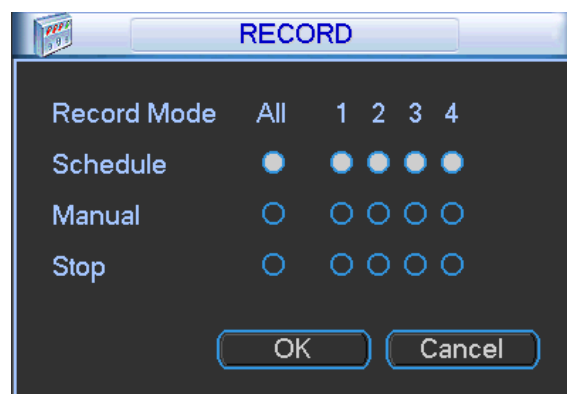 RECORD
Record Mode All 1 2 3 4
Schedule
Manual
Stop
OK Cancel